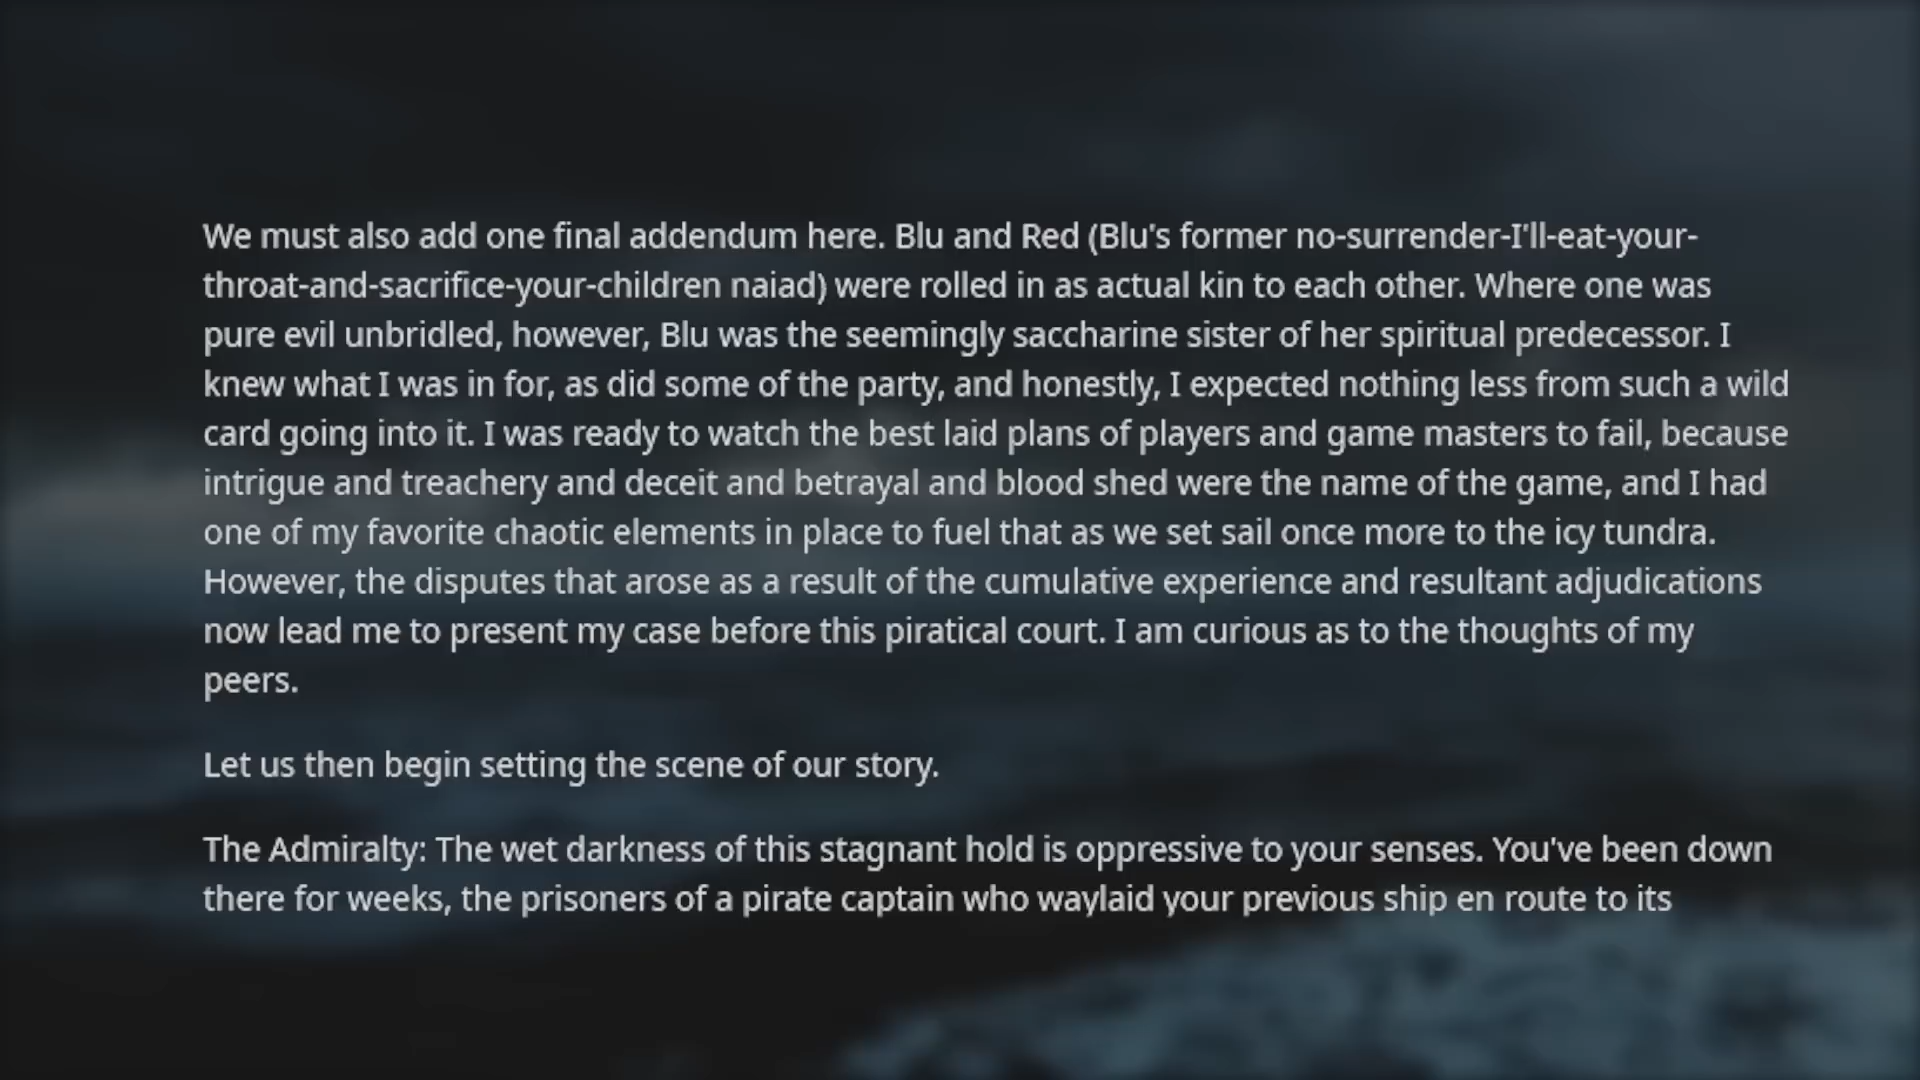 We must also add one final addendum here. Blu and Red (Blu's former no-surrender-I'll-eat-your-
throat-and-sacrifice-your-children naiad) were rolled in as actual kin to each other. Where one was
pure evil unbridled, however, Blu was the seemingly saccharine sister of her spiritual predecessor. I
knew what I was in for, as did some of the party, and honestly, I expected nothing less from such a wild
card going into it. I was ready to watch the best laid plans of players and game masters to fail, because
intrigue and treachery and deceit and betrayal and blood shed were the name of the game, and I had
one of my favorite chaotic elements in place to fuel that as we set sail once more to the icy tundra.
However, the disputes that arose as a result of the cumulative experience and resultant adjudications
now lead me to present my case before this piratical court. I am curious as to the thoughts of my
peers.
Let us then begin setting the scene of our story.
The Admiralty: The wet darkness of this stagnant hold is oppressive to your senses. You've been down
there for weeks, the prisoners of a pirate captain who waylaid your previous ship en route to its